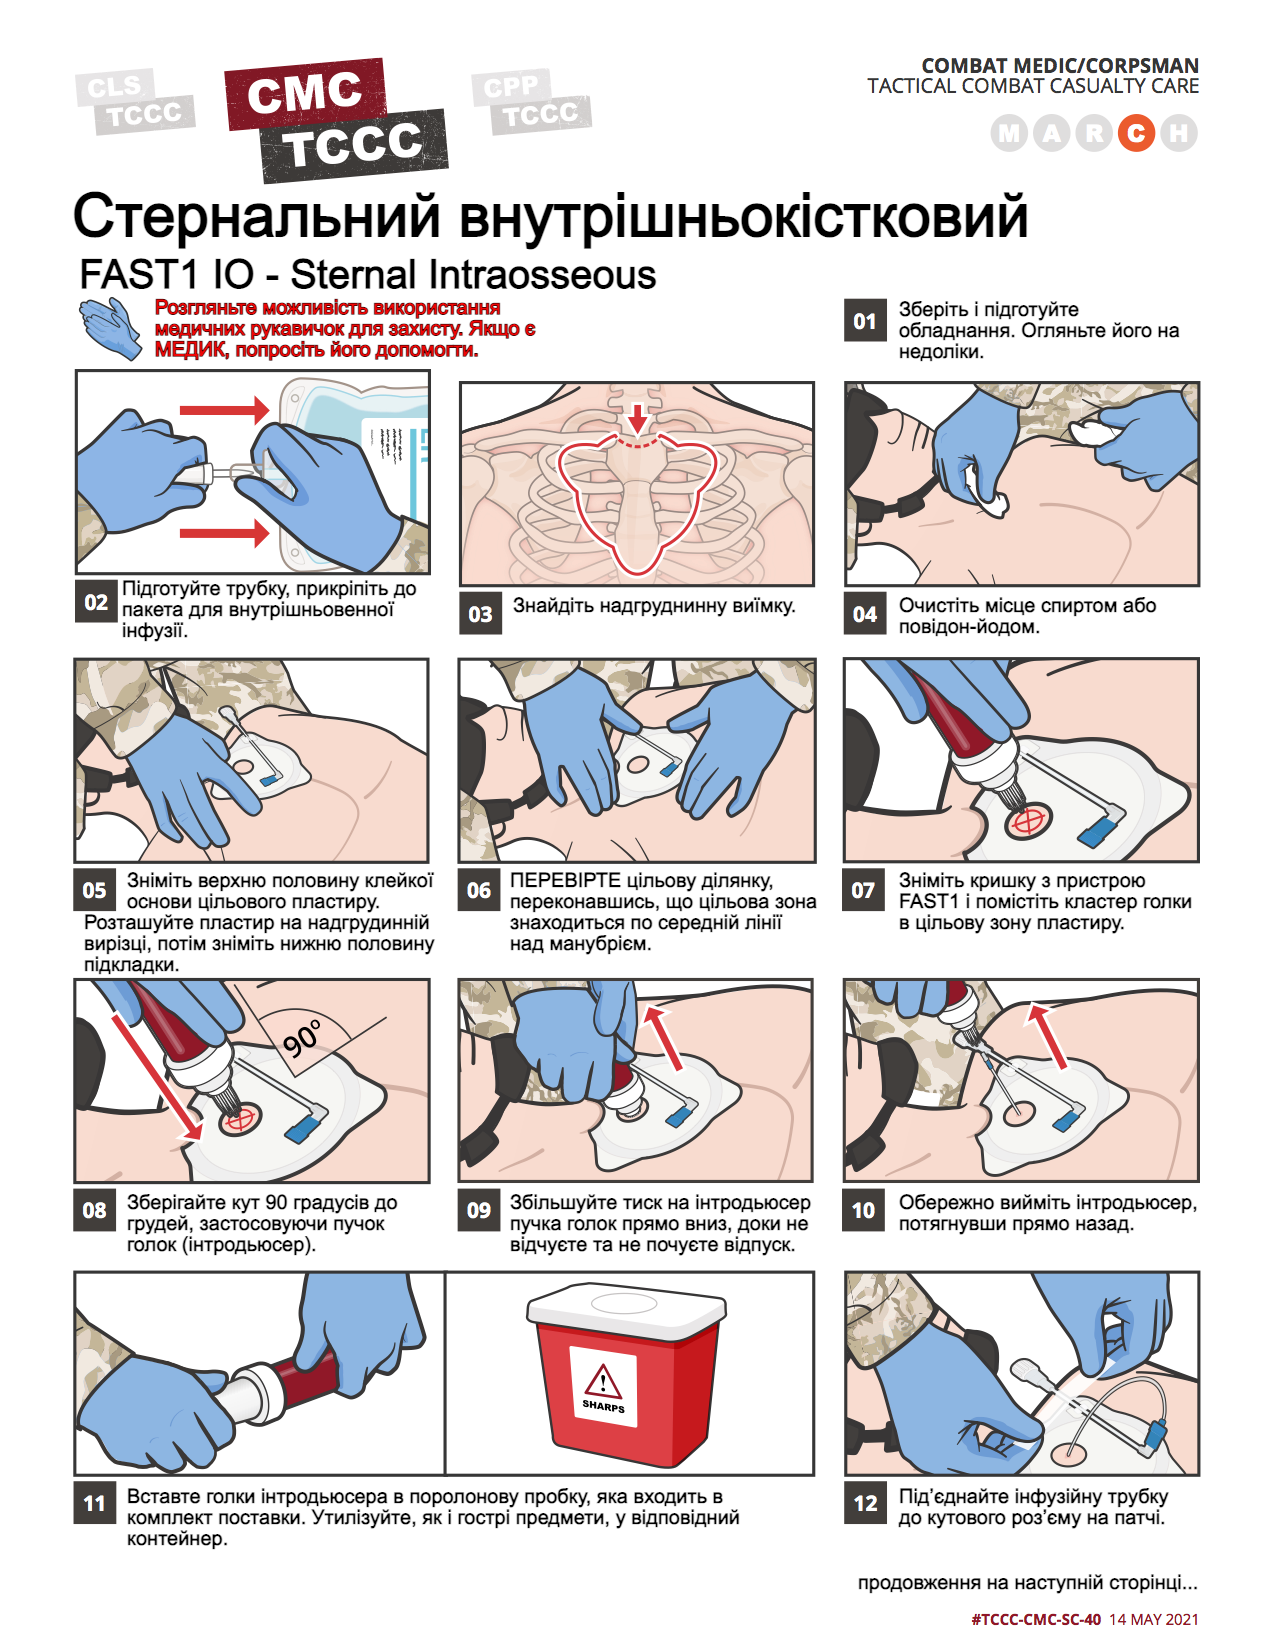 CLS
TCCC
CMC
TCCC
CPP
TCCC
COMBAT MEDIC/CORPSMAN
TACTICAL COMBAT CASUALTY CARE
M A R C H
Стернальний внутрішньокістковий
FAST1 IO - Sternal Intraosseous
Розгляньте можливість використання
медичних рукавичок для захисту. Якщо є
МЕДИК, попросіть його допомогти.
01 Зберіть і підготуйте
обладнання. Огляньте його на
недоліки.
02 Підготуйте трубку, прикріпіть до
пакета для внутрішньовенної
інфузії.
03 Знайдіть надгруднинну виїмку.
04 Очистіть місце спиртом або
повідон-йодом.
05 Зніміть верхню половину клейкої
основи цільового пластиру.
Розташуйте пластир на надгрудинній
вирізці, потім зніміть нижню половину
підкладки.
06 ПЕРЕВІРТЕ цільову ділянку,
переконавшись, що цільова зона
знаходиться по середній лінії
над манубрієм.
07 Зніміть кришку з пристрою
FAST1 і помістіть кластер голки
в цільову зону пластиру.
90°
08 Зберігайте кут 90 градусів до
грудей, застосовуючи пучок
голок (інтродьюсер).
09 Збільшуйте тиск на інтродьюсер
пучка голок прямо вниз, доки не
відчуєте та не почуєте відпуск.
10 Обережно вийміть інтродьюсер,
потягнувши прямо назад.
!
SHARPS
11 Вставте голки інтродьюсера в поролонову пробку, яка входить в
комплект поставки. Утилізуйте, як і гострі предмети, у відповідний
контейнер.
12 Під’єднайте інфузійну трубку
до кутового роз’єму на патчі.
продовження на наступній сторінці...
#TCCC-CMC-SC-40 14 MAY 2021